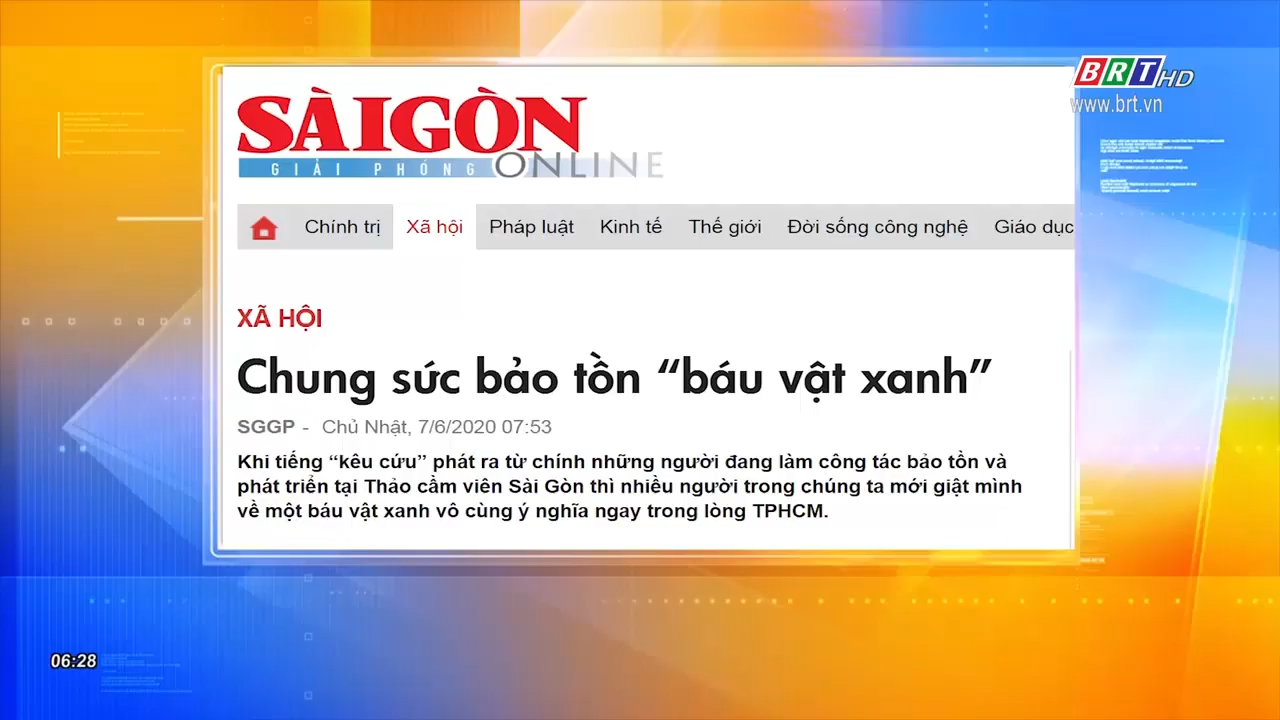 BRT HD
www.brt.vn
SÀIGÒN
GIẢI PHÓNG ONLINE
Chính trị Xã hội Pháp luật Kinh tế Thế giới Đời sống công nghệ Giáo dục
XÃ HỘI
Chung sức bảo tồn “báu vật xanh”
SGGP - Chủ Nhật, 7/6/2020 07:53
Khi tiếng “kêu cứu” phát ra từ chính những người đang làm công tác bảo tồn và
phát triển tại Thảo cầm viên Sài Gòn thì nhiều người trong chúng ta mới giật mình
về một báu vật xanh vô cùng ý nghĩa ngay trong lòng TPHCM.
06:28